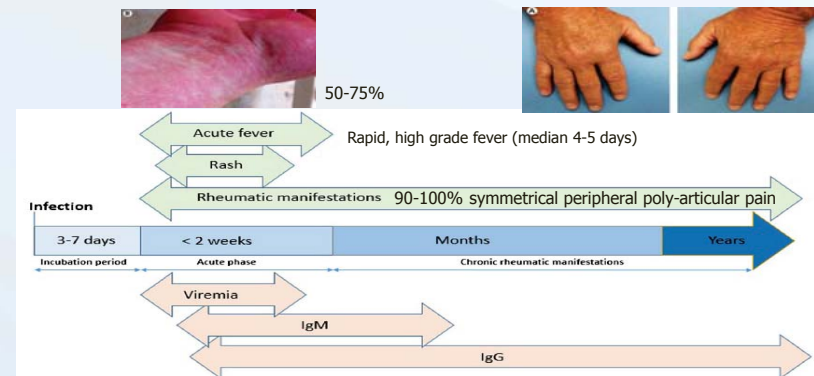 B
A
50-75%
Acute fever
Rapid, high grade fever (median 4-5 days)
Rash
Rheumatic manifestations 90-100% symmetrical peripheral poly-articular pain
Infection
3-7 days < 2 weeks Months Years
Incubation period Acute phase Chronic rheumatic manifestations
Viremia
IgM
IgG